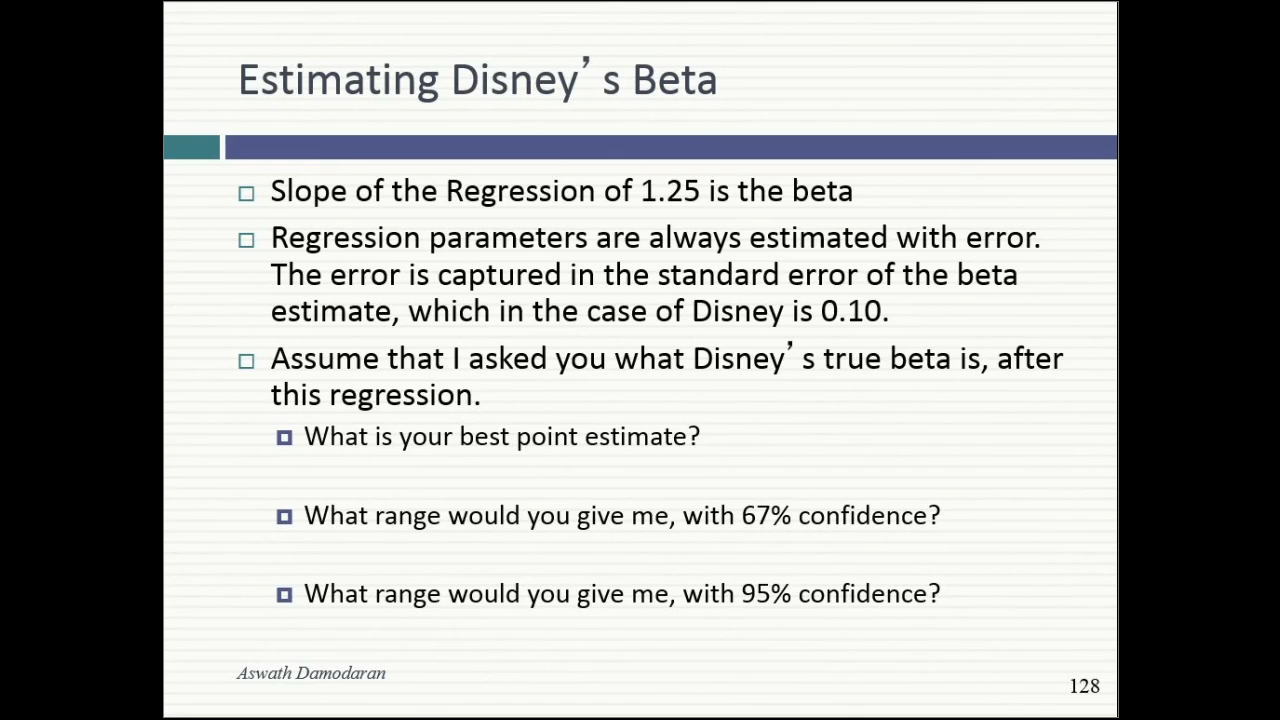 Estimating Disney’s Beta
Slope of the Regression of 1.25 is the beta
Regression parameters are always estimated with error.
The error is captured in the standard error of the beta
estimate, which in the case of Disney is 0.10.
Assume that I asked you what Disney’s true beta is, after
this regression.
What is your best point estimate?
What range would you give me, with 67% confidence?
What range would you give me, with 95% confidence?
Aswath Damodaran
128